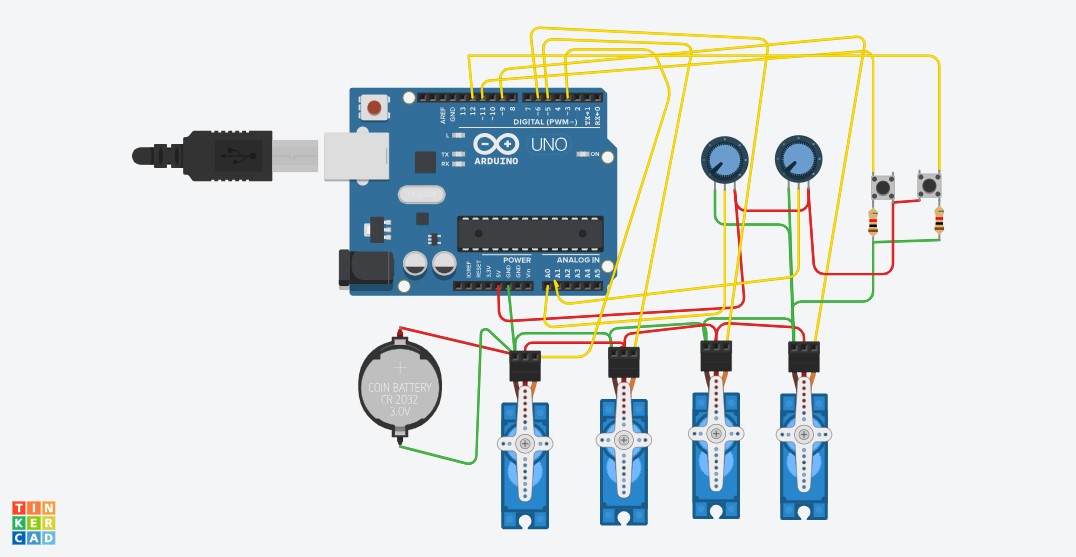 AREF
GND
13
12
~11
~10
~9
8
7
~6
~5
4
~3
2
TX→1
RX←0
DIGITAL (PWM~)
L
TX
RX
UNO
ARDUINO
ON
POWER
ANALOG IN
IOREF
RESET
3.3V
5V
GND
GND
Vin
A0
A1
A2
A3
A4
A5
COIN BATTERY
CR 2032
3.0V
TIN
KER
CAD